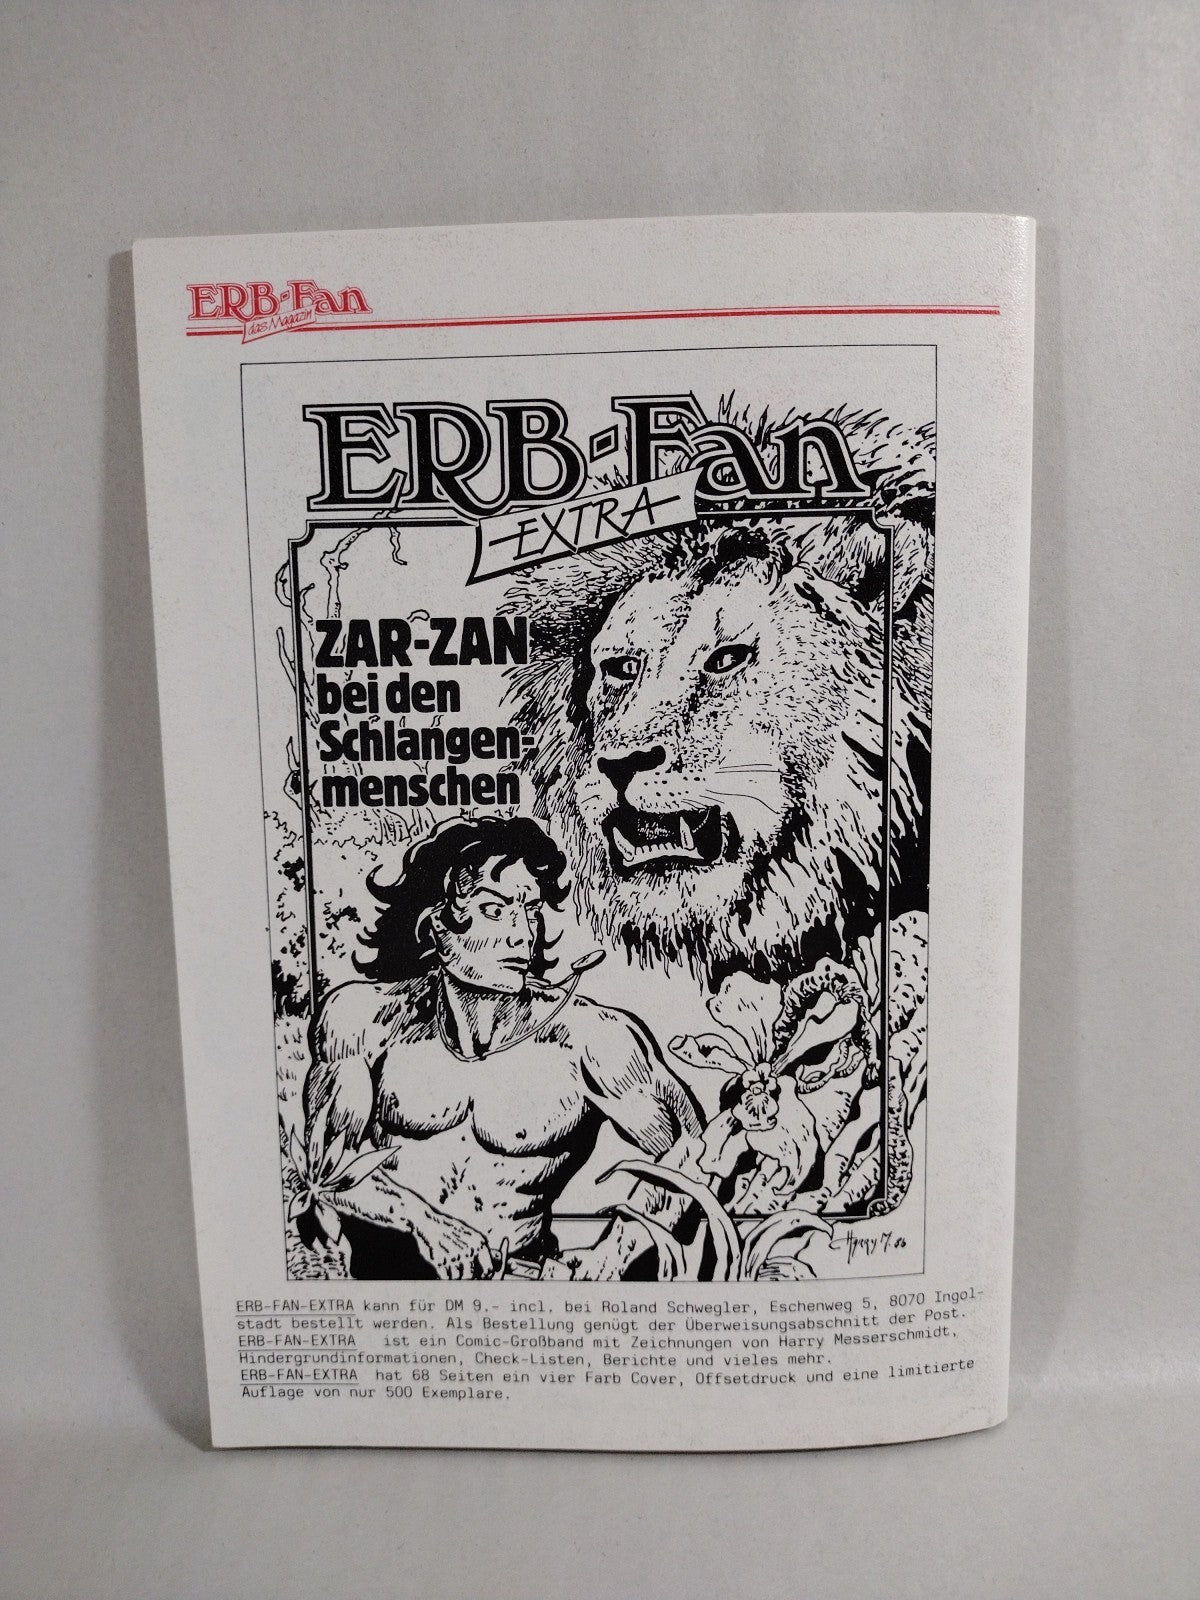 ERB-Fan
das Magazin
ERB-Fan
EXTRA
ZAR-ZAN
bei den
Schlangen-
menschen
Harry M. 86
ERB-FAN-EXTRA kann für DM 9.- incl. bei Roland Schwegler, Eschenweg 5, 8070 Ingol-
stadt bestellt werden. Als Bestellung genügt der Überweisungsabschnitt der Post.
ERB-FAN-EXTRA ist ein Comic-Großband mit Zeichnungen von Harry Messerschmidt,
Hindergrundinformationen, Check-Listen, Berichte und vieles mehr.
ERB-FAN-EXTRA hat 68 Seiten ein vier Farb Cover, Offsetdruck und eine limitierte
Auflage von nur 500 Exemplare.